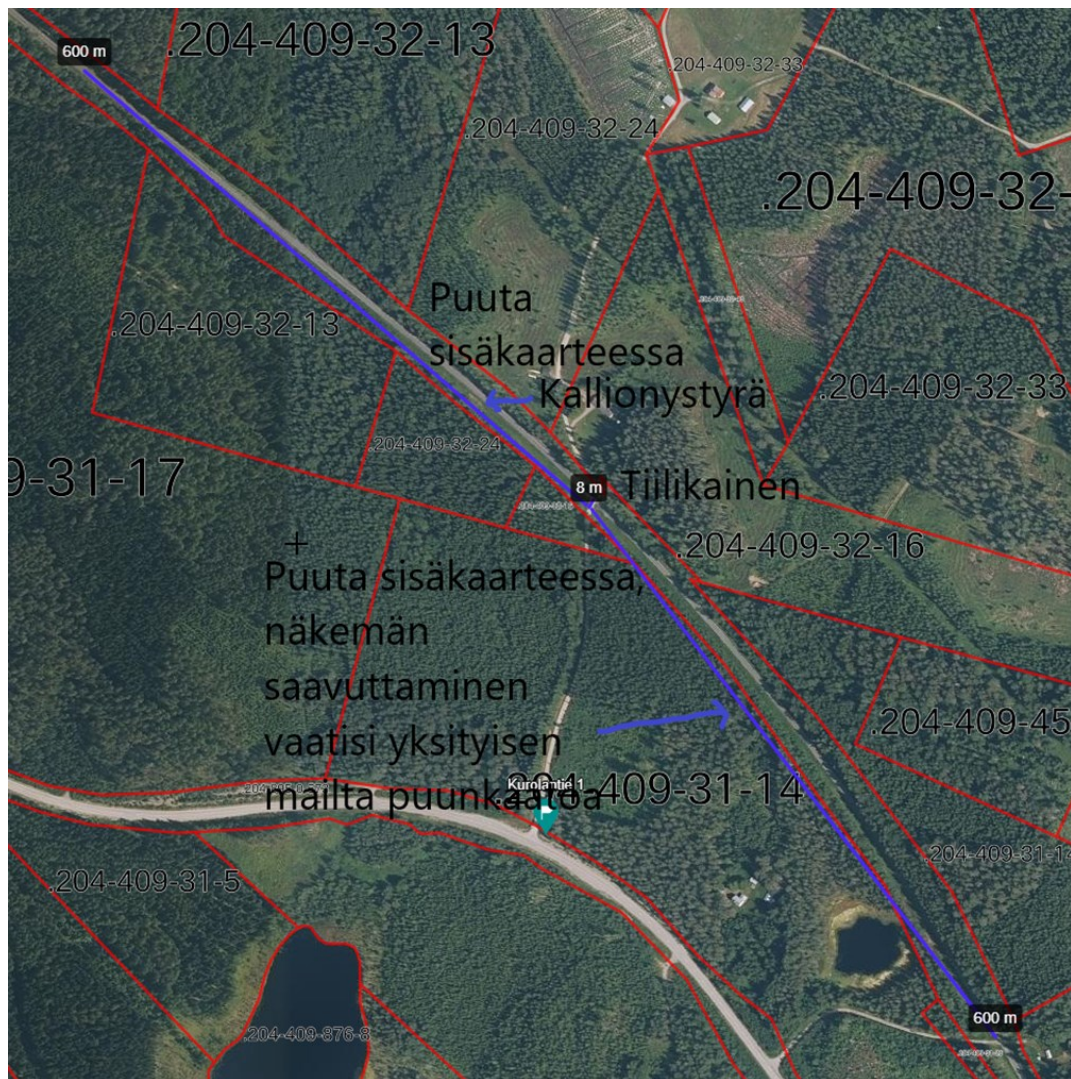 600 m
.204-409-32-13
.204-409-32-33
.204-409-32-24
.204-409-32-
Puuta
sisäkaarteessa
.204-409-32-13
Kallionystyrä
.204-409-32-33
.204-409-32-24
9-31-17
8 m
Tiilikainen
.204-409-32-16
Puuta sisäkaarteessa,
näkemän
saavuttaminen
vaatisi yksityisen
mailta puunkaatoa
.204-409-45
Kurolantie 1
.204-409-31-14
.204-409-31-14
.204-409-31-5
600 m
.204-409-876-8